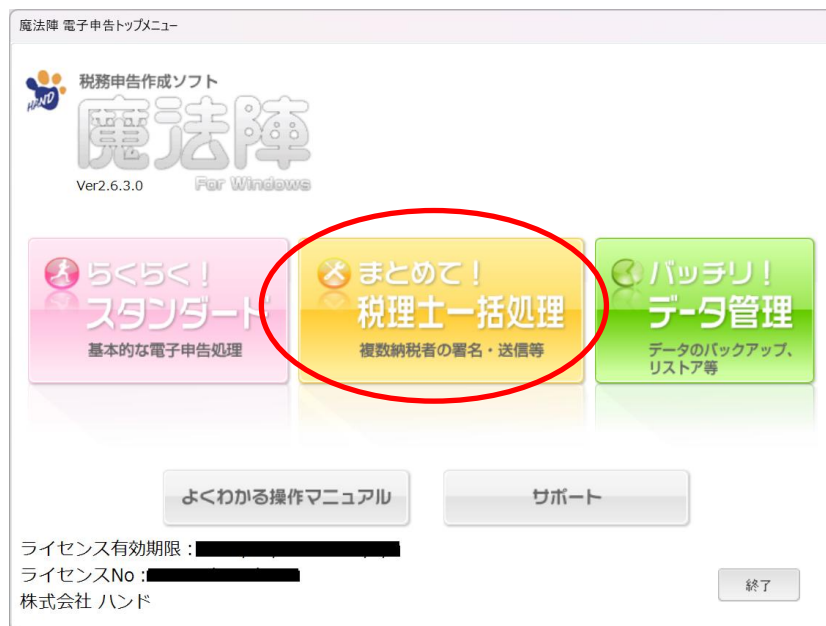 魔法陣 電子申告トップメニュー
HAND
税務申告作成ソフト
魔法陣
Ver2.6.3.0
For Windows
らくらく！
スタンダード
基本的な電子申告処理
まとめて！
税理士一括処理
複数納税者の署名・送信等
バッチリ！
データ管理
データのバックアップ、
リストア等
よくわかる操作マニュアル
サポート
ライセンス有効期限：
ライセンスNo：
株式会社 ハンド
終了